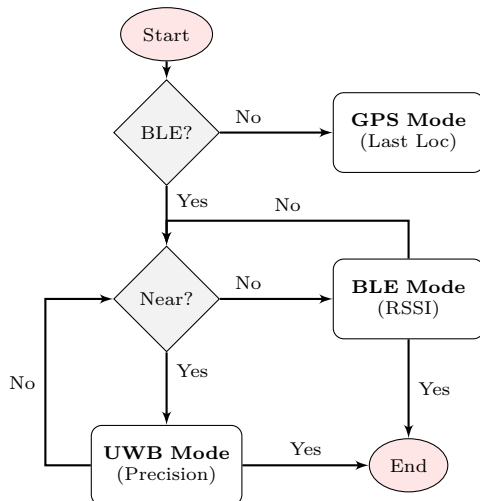 Start
BLE?
No
GPS Mode
(Last Loc)
Yes
No
Near?
No
BLE Mode
(RSSI)
No
Yes
Yes
UWB Mode
(Precision)
Yes
End